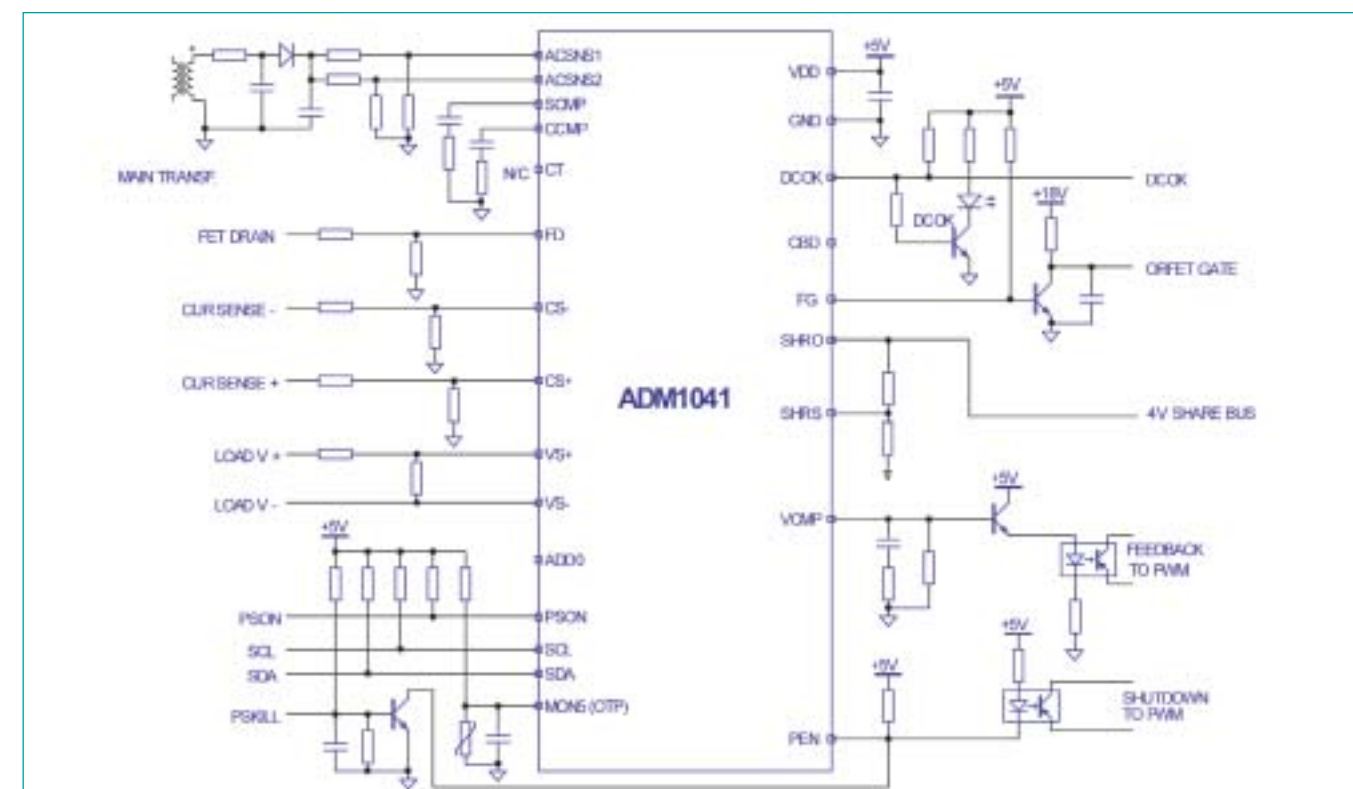 ACSNS1
ACSNS2
SCMP
CCMP
N/C CT
MAIN TRANSF.
FET DRAIN
FD
CUR SENSE -
CS-
CUR SENSE +
CS+
LOAD V +
VS+
LOAD V -
VS-
+5V
ADD0
PSON
PSON
SCL
SCL
SDA
SDA
PSKILL
MON5 (OTP)
ADM1041
+5V
VDD
+5V
GND
DCOK
DCOK
+18V
DCOK
CBD
ORFET GATE
FG
SHRO
SHRS
4V SHARE BUS
+5V
VCMP
FEEDBACK
TO PWM
+5V
+5V
SHUTDOWN
TO PWM
PEN